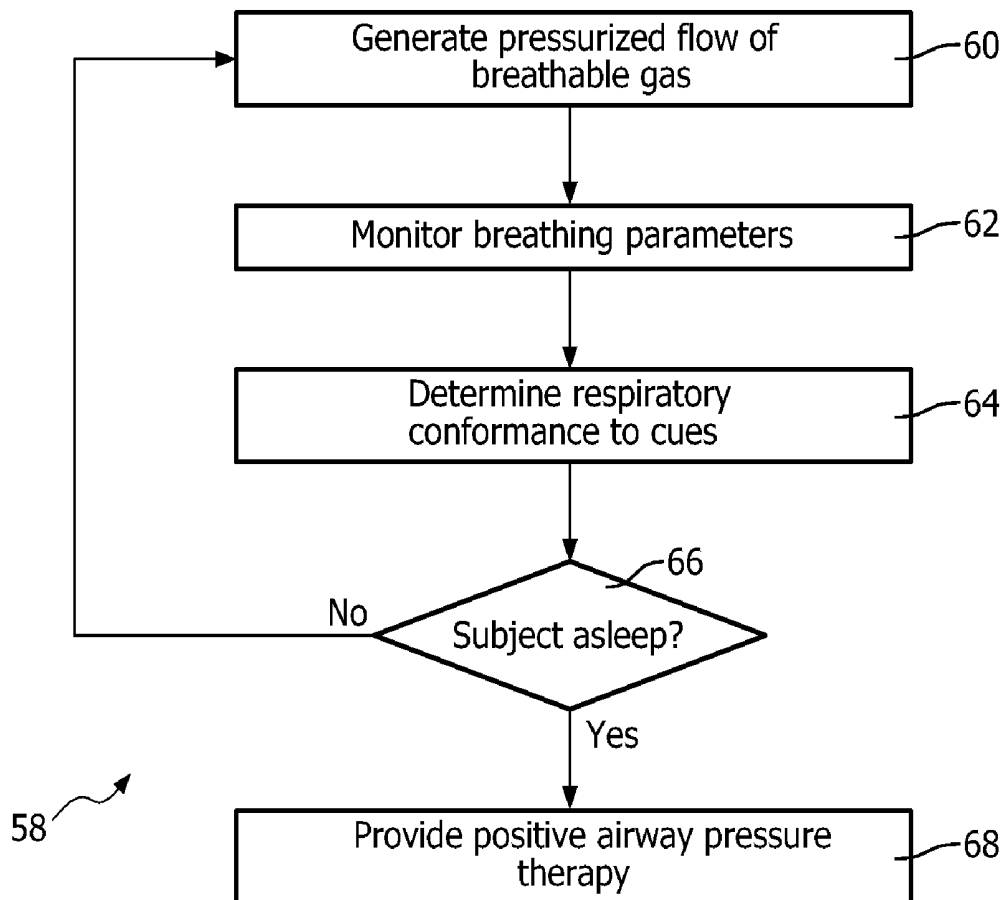 Generate pressurized flow of
breathable gas
60
Monitor breathing parameters
62
Determine respiratory
conformance to cues
64
66
No
Subject asleep?
Yes
58
Provide positive airway pressure
therapy
68